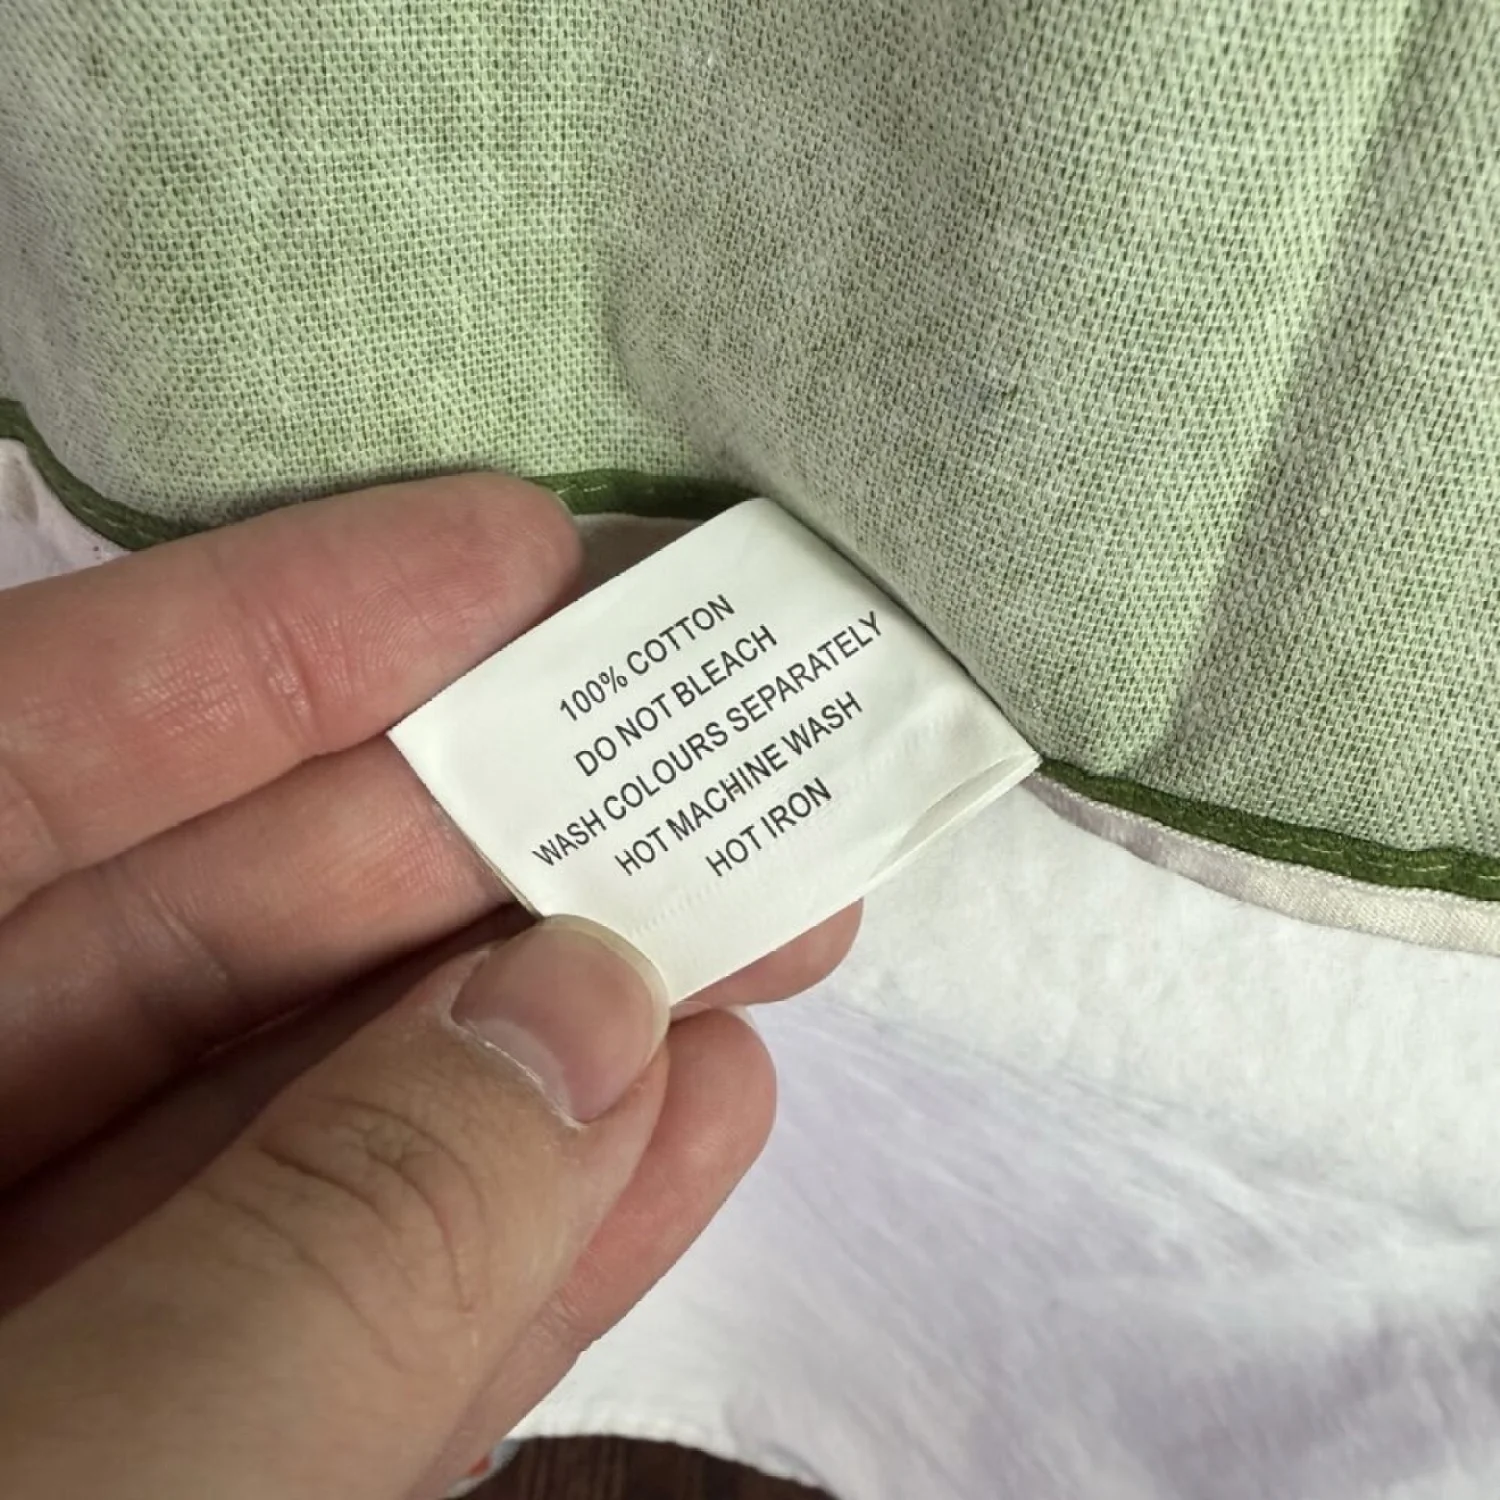 100% COTTON
DO NOT BLEACH
WASH COLOURS SEPARATELY
HOT MACHINE WASH
HOT IRON